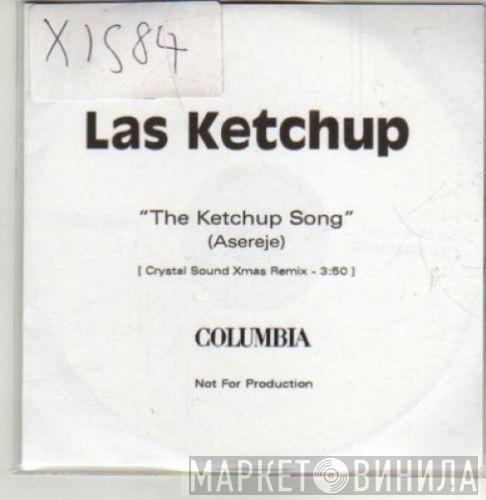 X1584
Las Ketchup
"The Ketchup Song"
(Asereje)
[ Crystal Sound Xmas Remix - 3:50 ]
COLUMBIA
Not For Production
МАРКЕТ ВИНИЛА